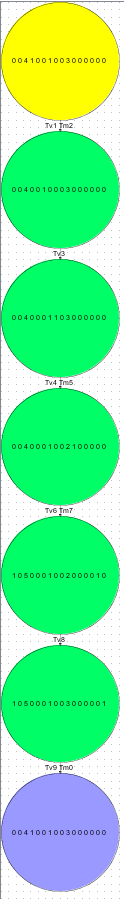 0 0 4 1 0 0 1 0 0 3 0 0 0 0 0 0
Tv1 Tm2
0 0 4 0 0 1 0 0 0 3 0 0 0 0 0 0
Tv3
0 0 4 0 0 0 1 1 0 3 0 0 0 0 0 0
Tv4 Tm5
0 0 4 0 0 0 1 0 0 2 1 0 0 0 0 0
Tv6 Tm7
1 0 5 0 0 0 1 0 0 2 0 0 0 0 1 0
Tv8
1 0 5 0 0 0 1 0 0 3 0 0 0 0 0 1
Tv9 Tm0
0 0 4 1 0 0 1 0 0 3 0 0 0 0 0 0